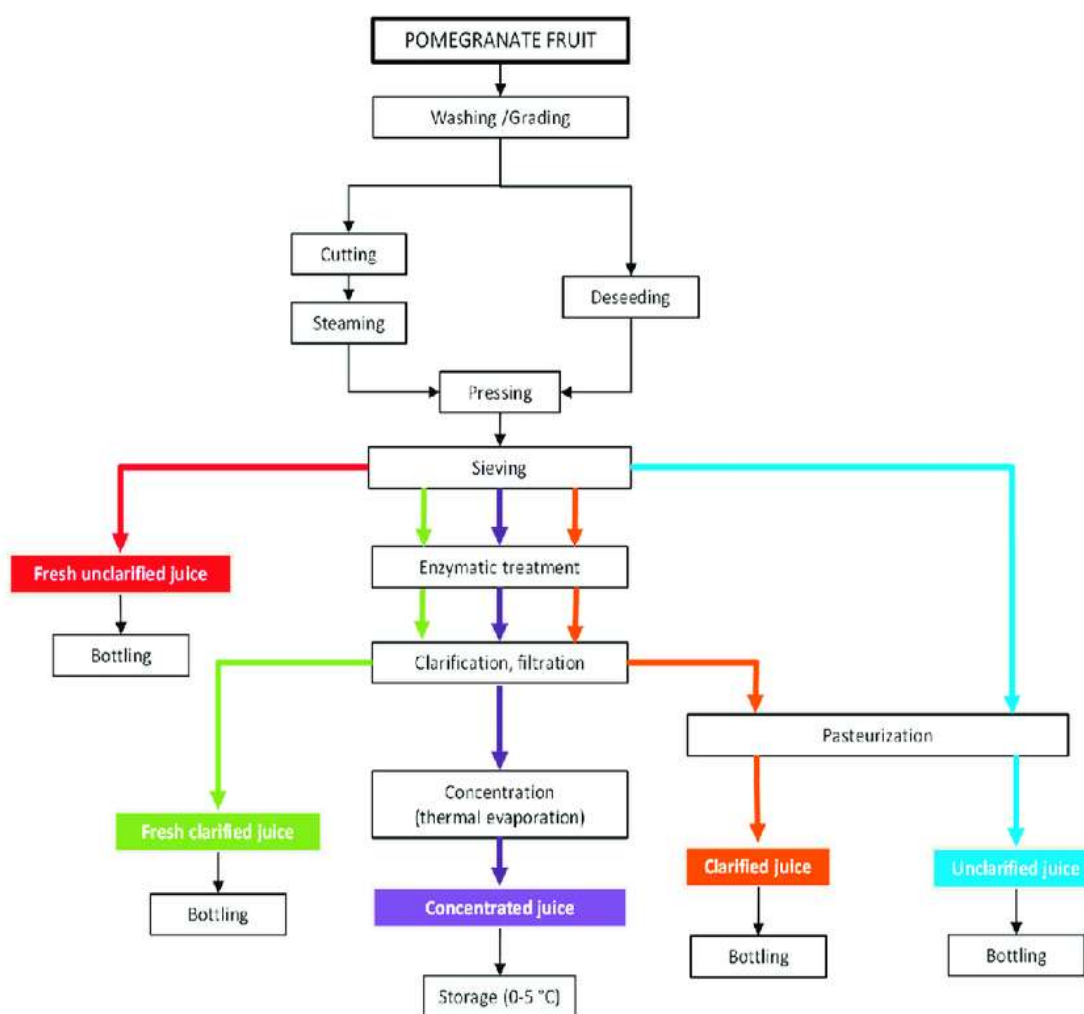 POMEGRANATE FRUIT
Washing /Grading
Cutting
Deseeding
Steaming
Pressing
Sieving
Enzymatic treatment
Fresh unclarified juice
Bottling
Clarification, filtration
Pasteurization
Concentration
(thermal evaporation)
Fresh clarified juice
Clarified juice
Unclarified juice
Bottling
Concentrated juice
Bottling
Bottling
Storage (0-5 °C)